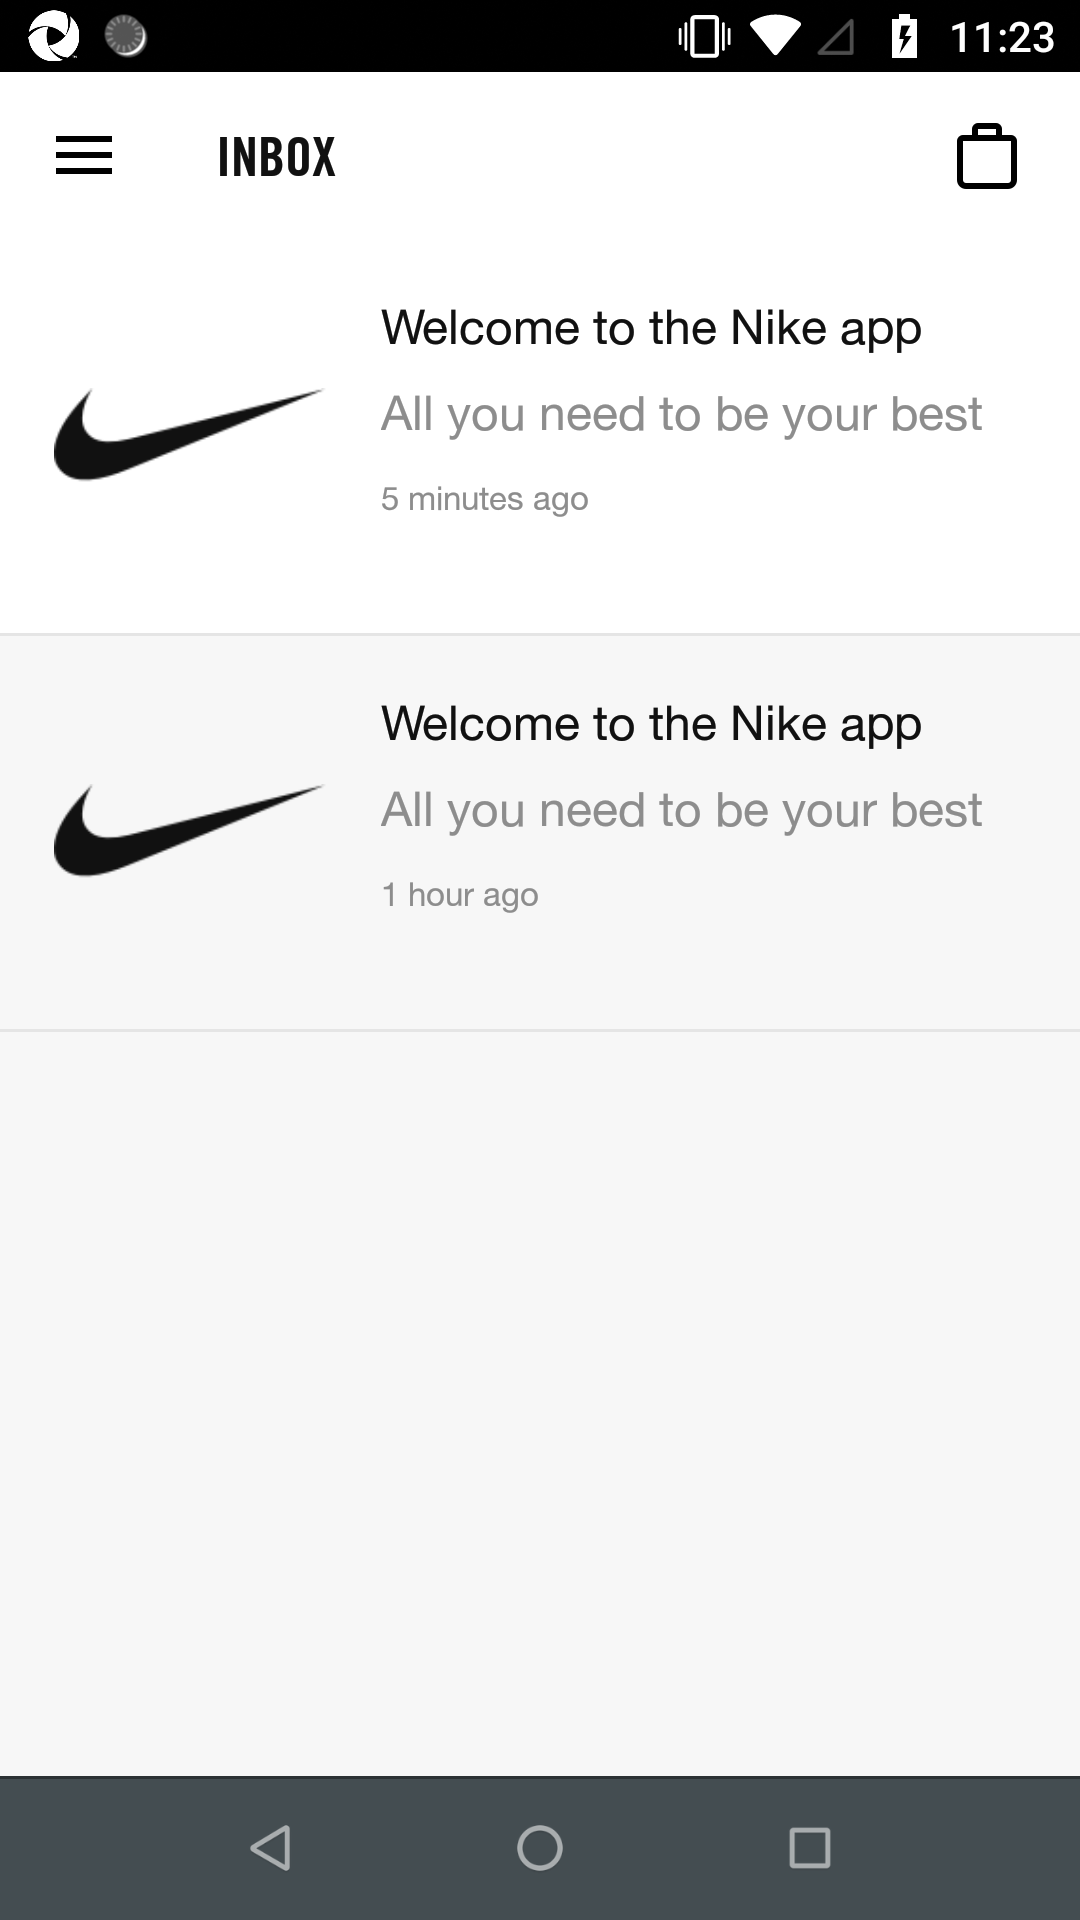 11:23
INBOX
Welcome to the Nike app
All you need to be your best
5 minutes ago
Welcome to the Nike app
All you need to be your best
1 hour ago